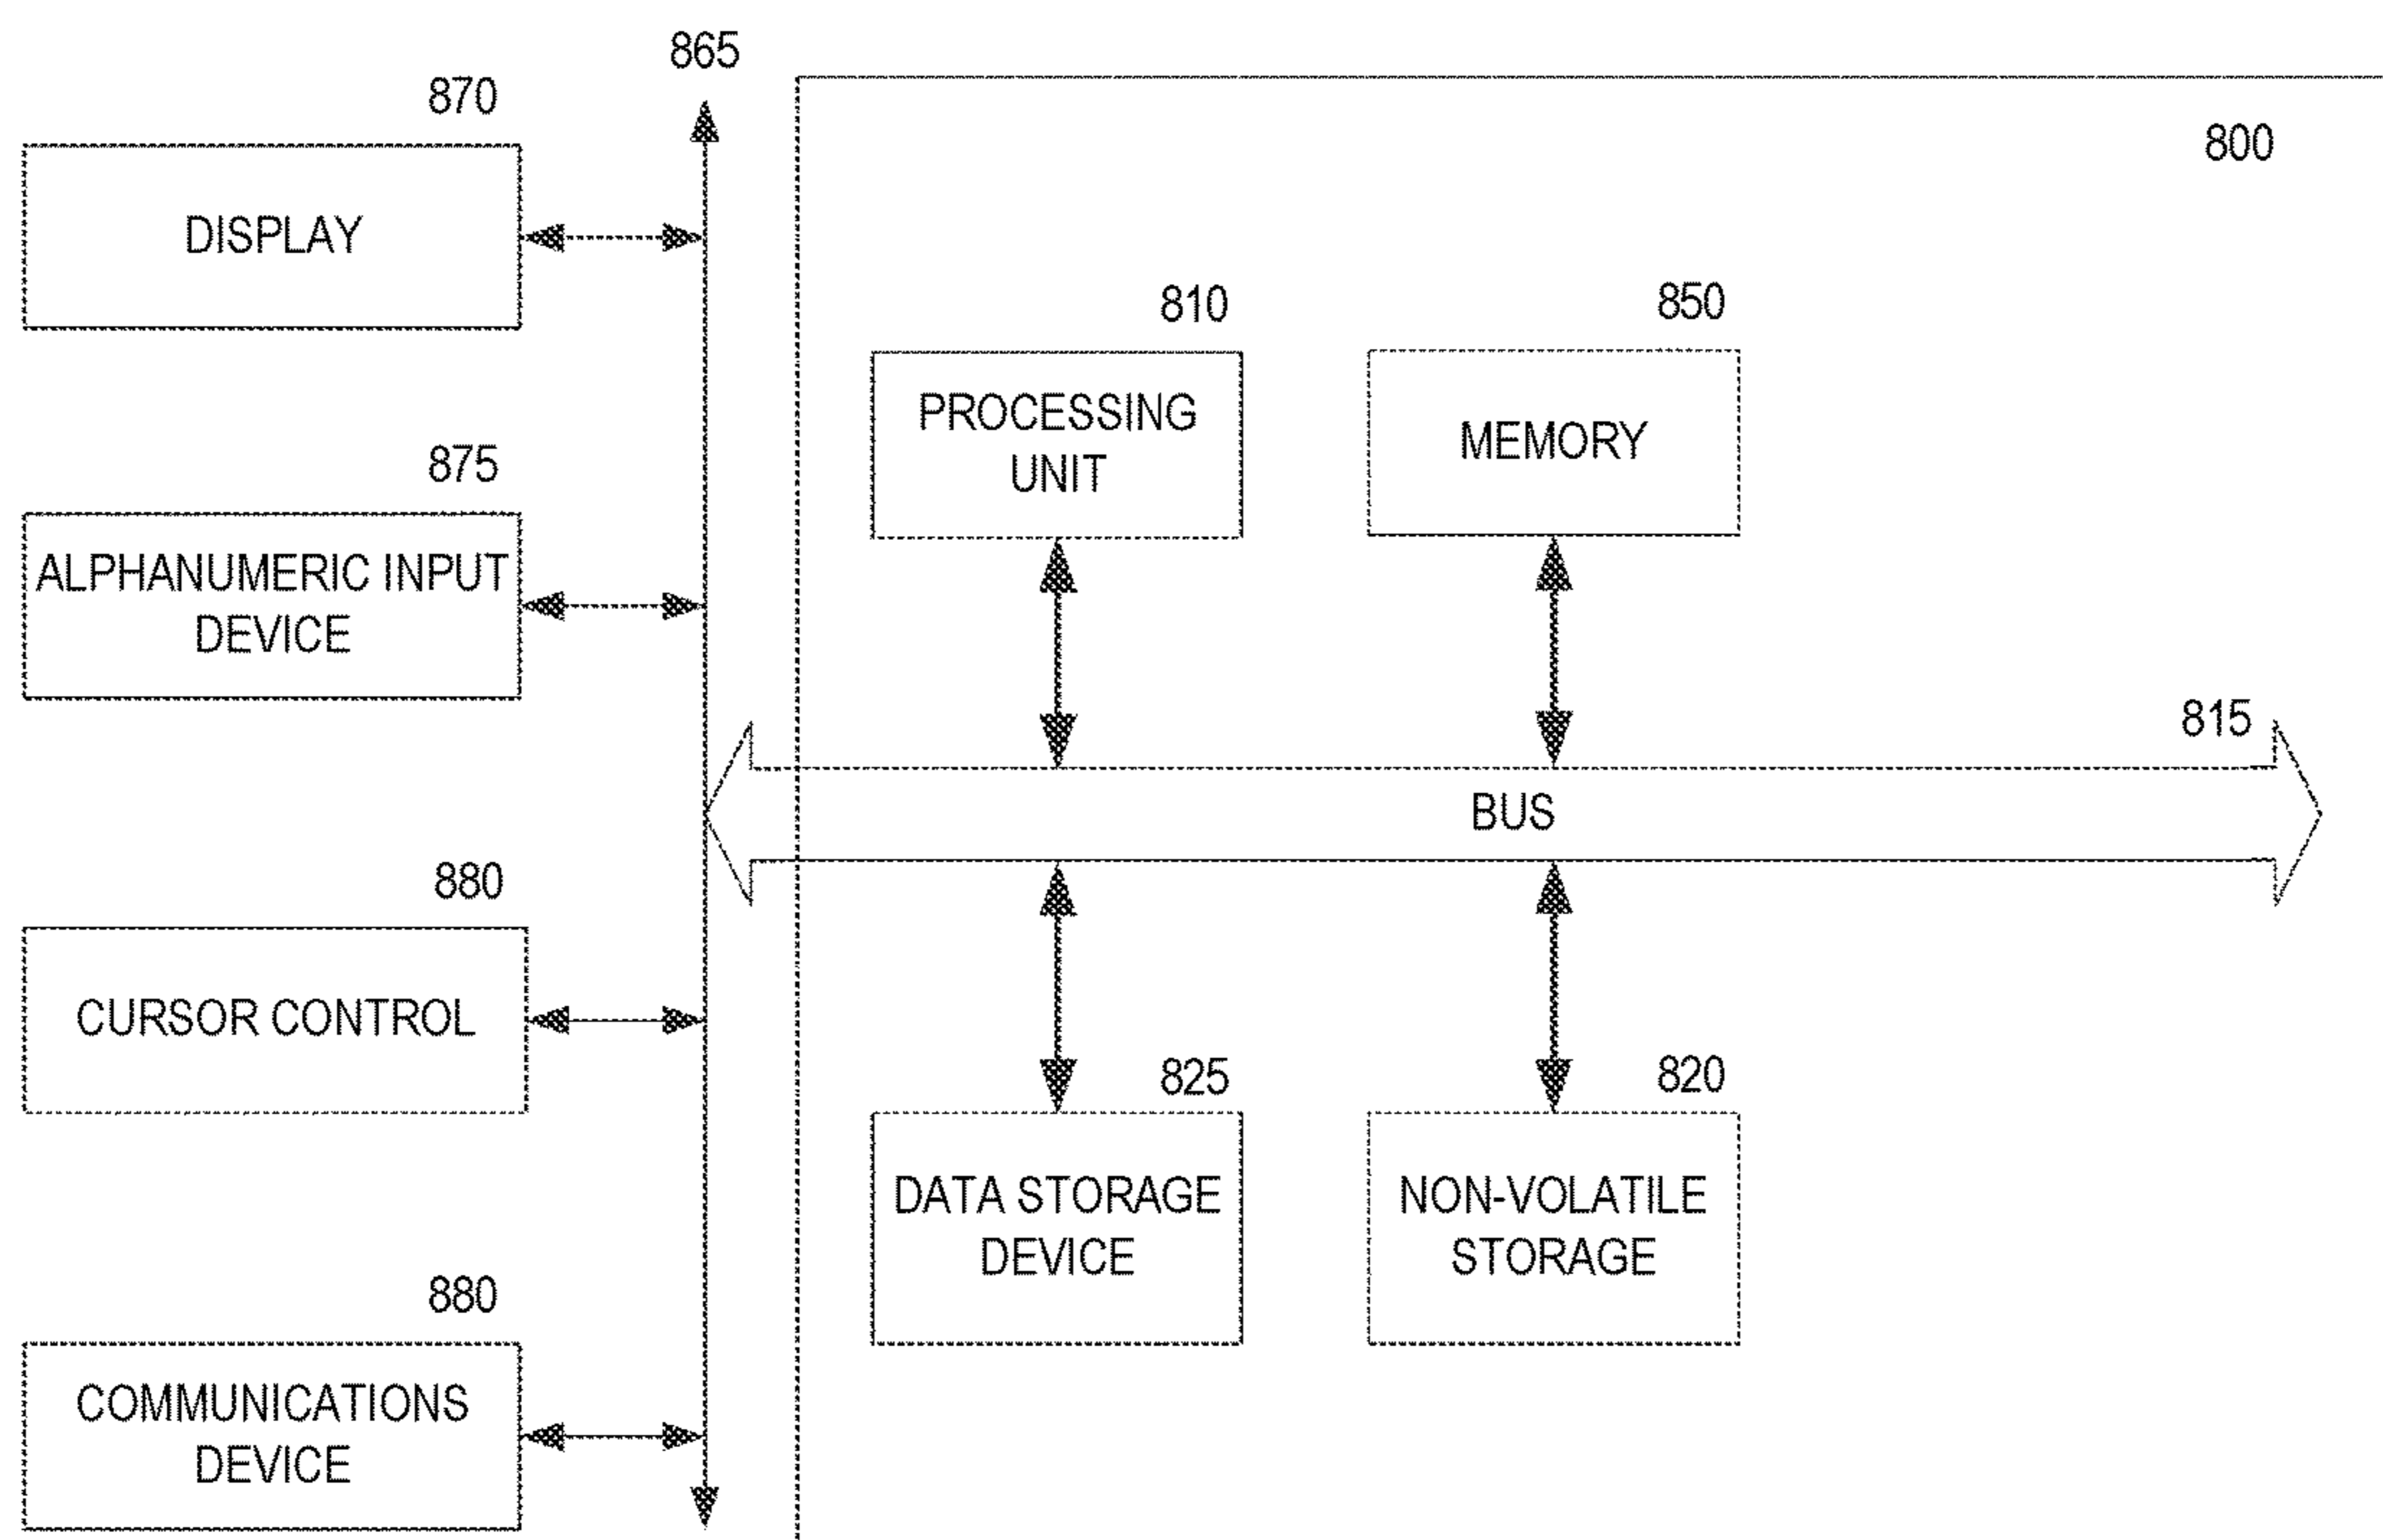 865
870
DISPLAY
800
810
PROCESSING
UNIT
850
MEMORY
875
ALPHANUMERIC INPUT
DEVICE
815
BUS
880
CURSOR CONTROL
825
DATA STORAGE
DEVICE
820
NON-VOLATILE
STORAGE
880
COMMUNICATIONS
DEVICE